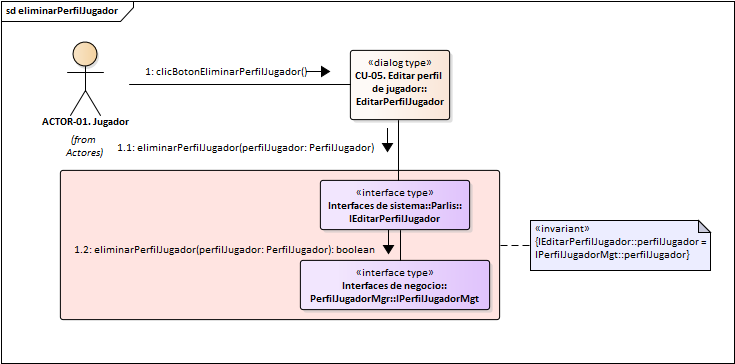 sd eliminarPerfilJugador
1: clicBotonEliminarPerfilJugador()
«dialog type»
CU-05. Editar perfil
de jugador::
EditarPerfilJugador
ACTOR-01. Jugador
(from
Actores)
1.1: eliminarPerfilJugador(perfilJugador: PerfilJugador)
«interface type»
Interfaces de sistema::Parlis::
IEditarPerfilJugador
«invariant»
{IEditarPerfilJugador::perfilJugador =
IPerfilJugadorMgt::perfilJugador}
1.2: eliminarPerfilJugador(perfilJugador: PerfilJugador): boolean
«interface type»
Interfaces de negocio::
PerfilJugadorMgr::IPerfilJugadorMgt